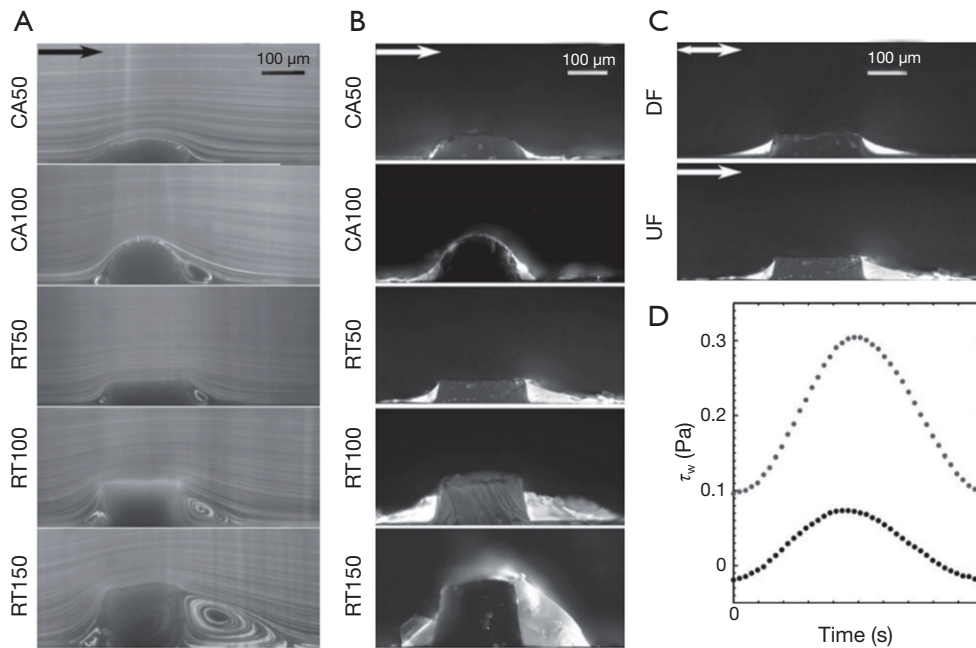 A
100 µm
CA50
CA100
RT50
RT100
RT150
B
100 µm
CA50
CA100
RT50
RT100
RT150
C
100 µm
DF
UF
D
0.3
0.2
0.1
0
τw (Pa)
0
Time (s)